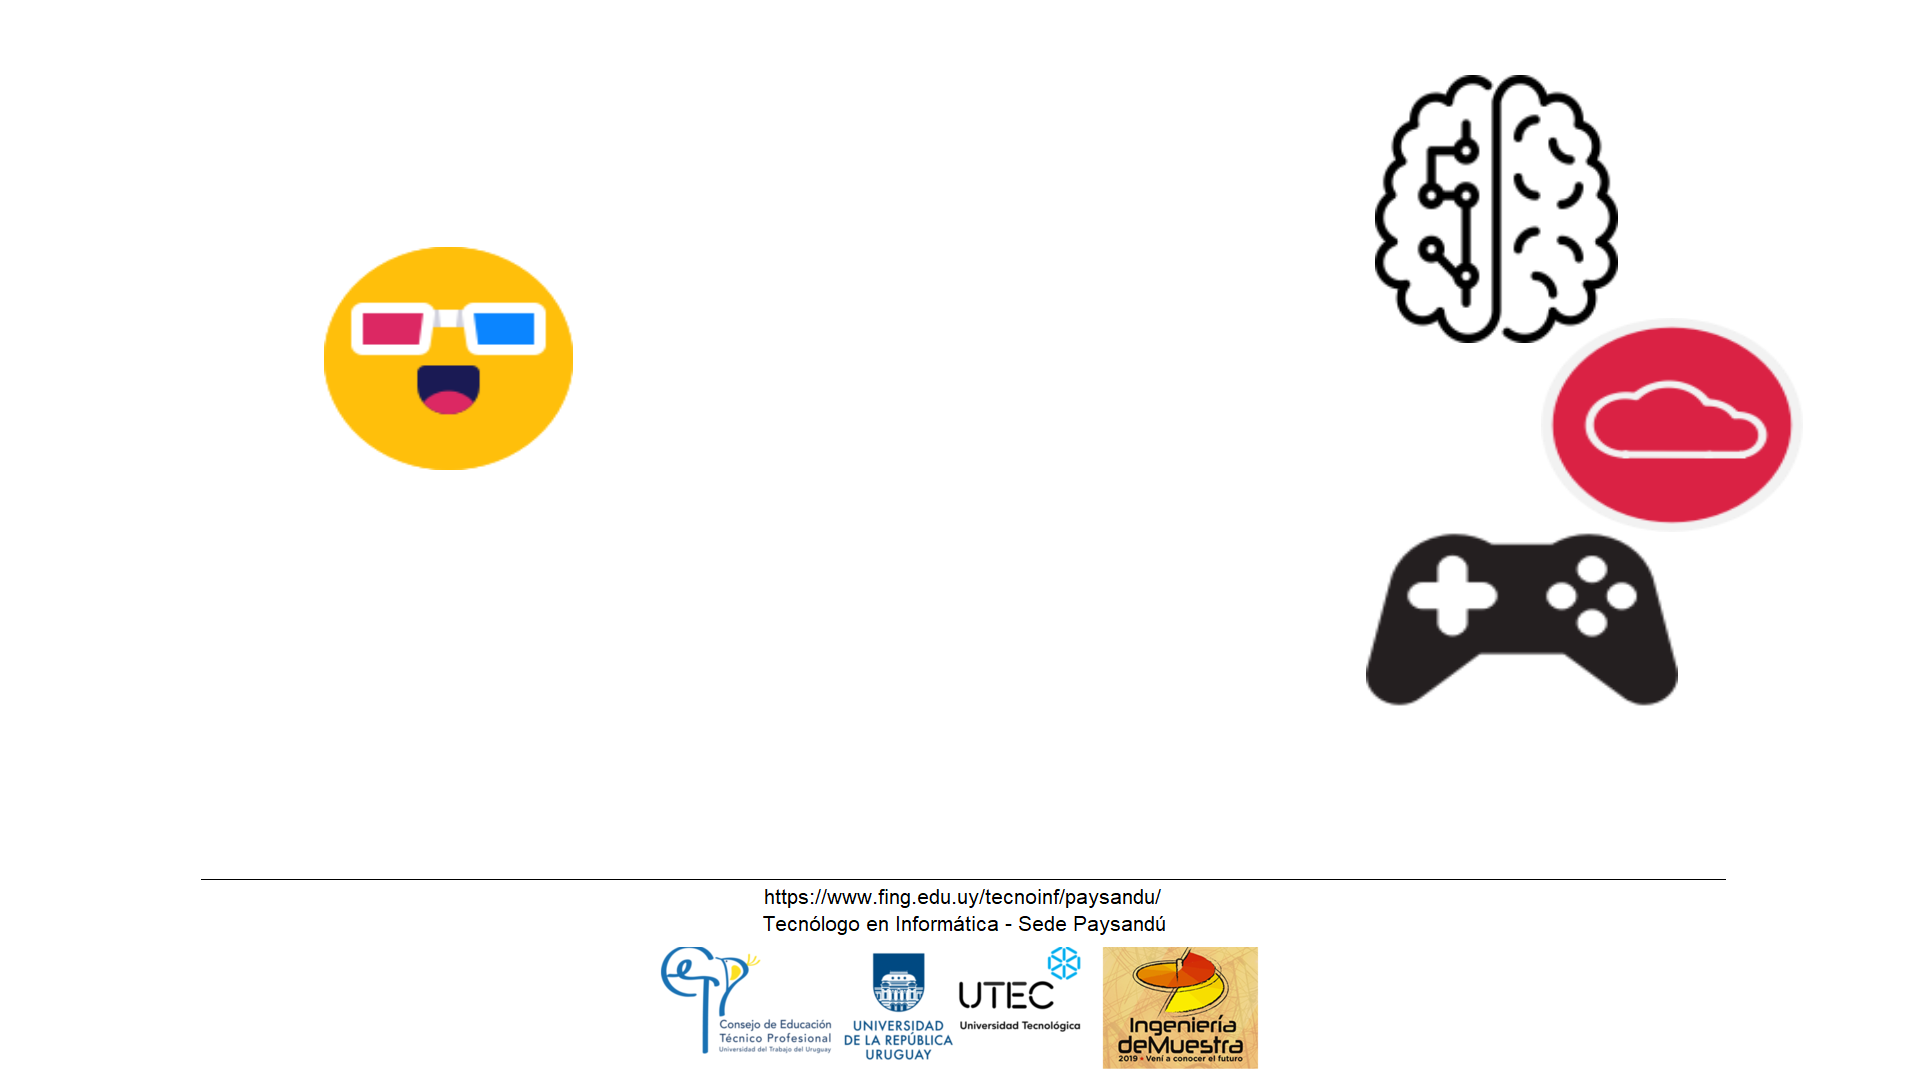 https://www.fing.edu.uy/tecnoinf/paysandu/
Tecnólogo en Informática - Sede Paysandú
Consejo de Educación
Técnico Profesional
Universidad del Trabajo del Uruguay
UNIVERSIDAD
DE LA REPÚBLICA
URUGUAY
UTEC
Universidad Tecnológica
Ingeniería
deMuestra
2019 • Vení a conocer el futuro